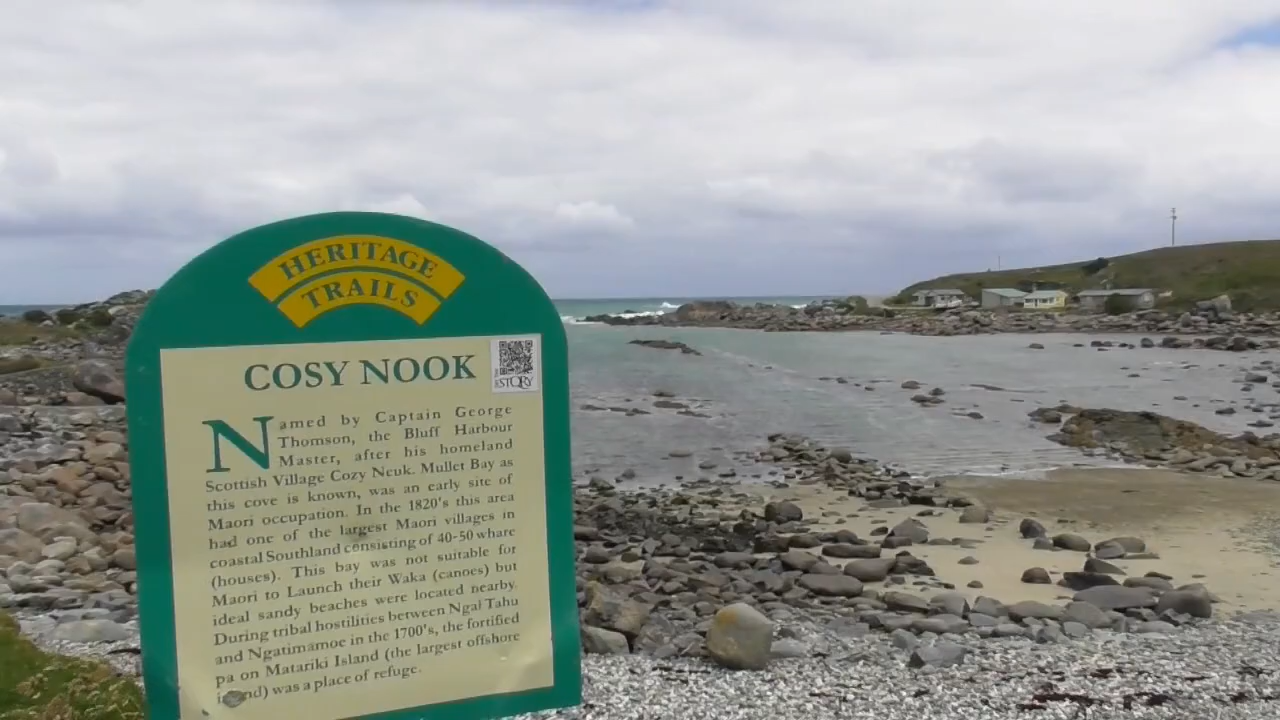 HERITAGE
TRAILS
COSY NOOK
STORY
Named by Captain George
Thomson, the Bluff Harbour
Master, after his homeland
Scottish Village Cozy Neuk. Mullet Bay as
this cove is known, was an early site of
Maori occupation. In the 1820's this area
had one of the largest Maori villages in
coastal Southland consisting of 40-50 whare
(houses). This bay was not suitable for
Maori to Launch their Waka (canoes) but
ideal sandy beaches were located nearby.
During tribal hostilities between Ngai Tahu
and Ngatimamoe in the 1700's, the fortified
pa on Matariki Island (the largest offshore
island) was a place of refuge.